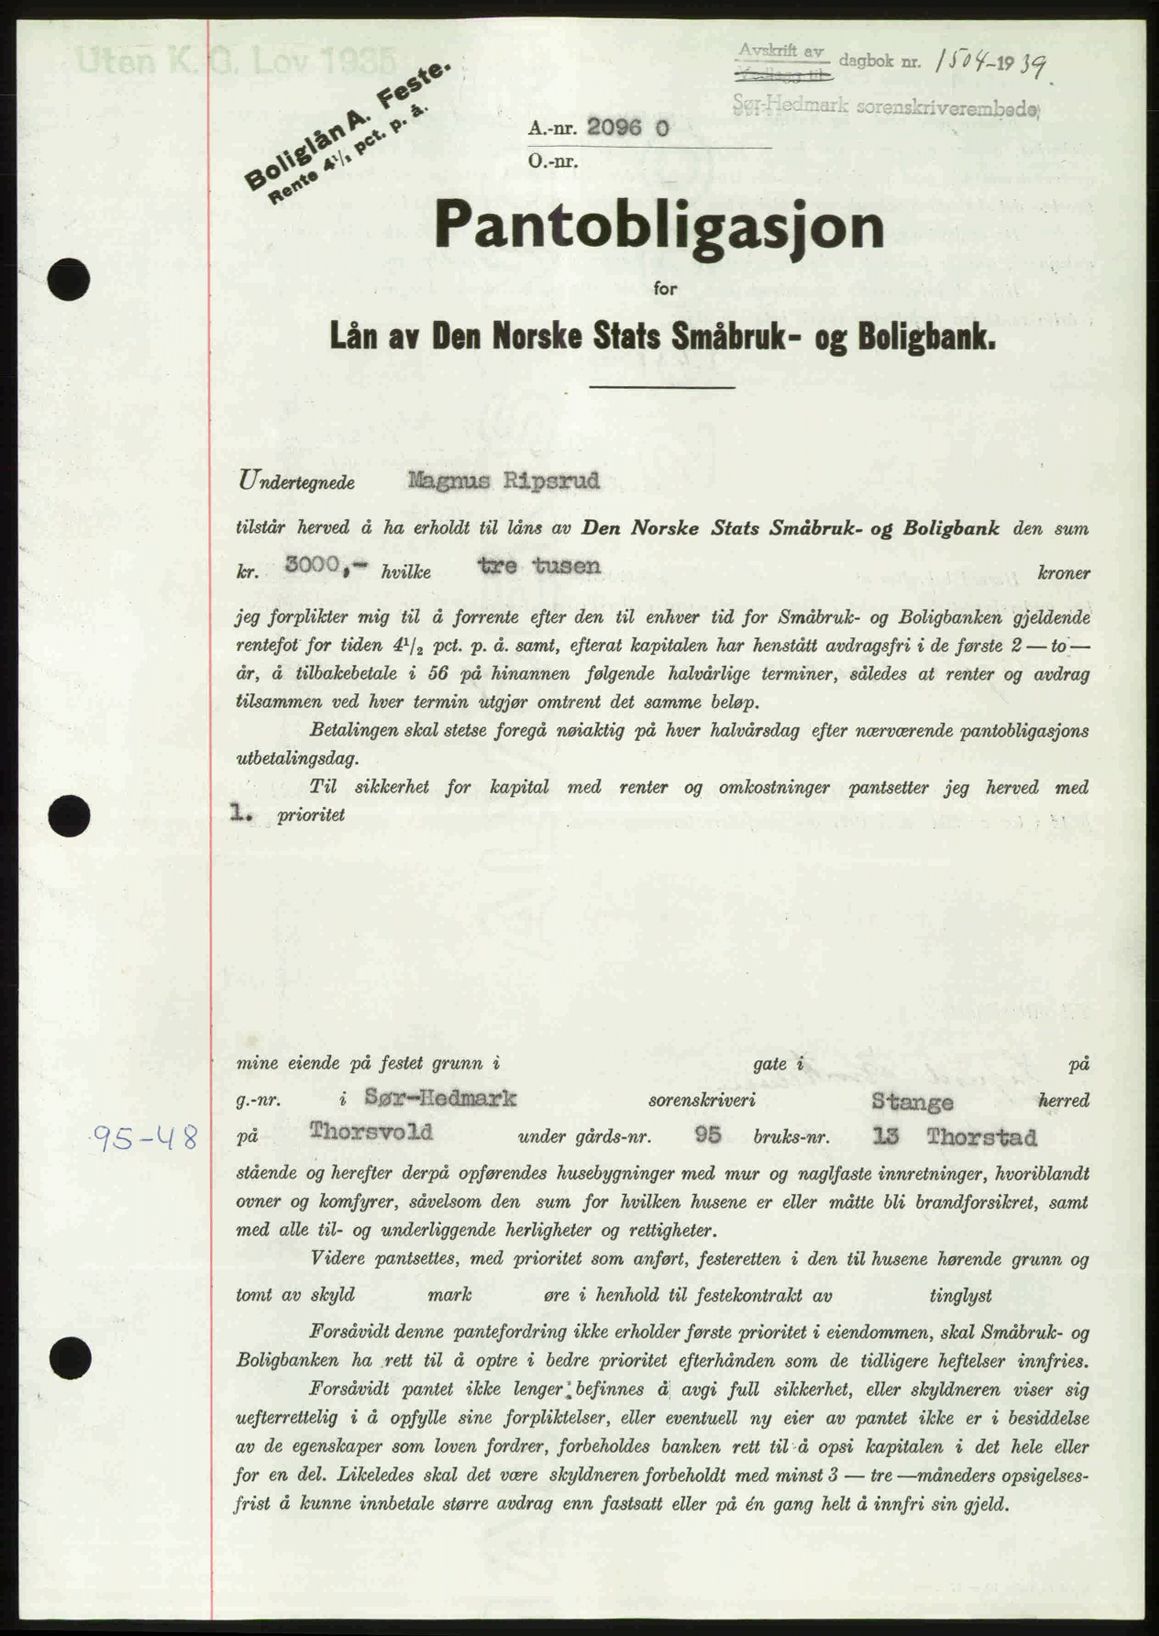 Uten K. G. Lov 1935
Boliglån A. Feste.
Rente 4¹/₂ pct. p. å.
Avskrift av
Vedlegg til
dagbok nr. 1504-1939
Sør-Hedmark sorenskriverembede
A.-nr. 2096 0
O.-nr.
Pantobligasjon
for
Lån av Den Norske Stats Småbruk- og Boligbank.
Undertegnede Magnus Ripsrud
tilstår herved å ha erholdt til låns av Den Norske Stats Småbruk- og Boligbank den sum
kr. 3000,- hvilke tre tusen kroner
jeg forplikter mig til å forrente efter den til enhver tid for Småbruk- og Boligbanken gjeldende
rentefot for tiden 4¹/₂ pct. p. å. samt, efterat kapitalen har henstått avdragsfri i de første 2 — to —
år, å tilbakebetale i 56 på hinannen følgende halvårlige terminer, således at renter og avdrag
tilsammen ved hver termin utgjør omtrent det samme beløp.
Betalingen skal stetse foregå nøiaktig på hver halvårsdag efter nærværende pantobligasjons
utbetalingsdag.
Til sikkerhet for kapital med renter og omkostninger pantsetter jeg herved med
1. prioritet
mine eiende på festet grunn i gate i på
g.-nr. i Sør-Hedmark sorenskriveri Stange herred
95-48 på Thorsvold under gårds-nr. 95 bruks-nr. 13 Thorstad
stående og herefter derpå opførendes husebygninger med mur og naglfaste innretninger, hvoriblandt
ovner og komfyrer, såvelsom den sum for hvilken husene er eller måtte bli brandforsikret, samt
med alle til- og underliggende herligheter og rettigheter.
Videre pantsettes, med prioritet som anført, festeretten i den til husene hørende grunn og
tomt av skyld mark øre i henhold til festekontrakt av tinglyst
Forsåvidt denne pantefordring ikke erholder første prioritet i eiendommen, skal Småbruk- og
Boligbanken ha rett til å optre i bedre prioritet efterhånden som de tidligere heftelser innfries.
Forsåvidt pantet ikke lenger befinnes å avgi full sikkerhet, eller skyldneren viser sig
uefterrettelig i å opfylle sine forpliktelser, eller eventuell ny eier av pantet ikke er i besiddelse
av de egenskaper som loven fordrer, forbeholdes banken rett til å opsi kapitalen i det hele eller
for en del. Likeledes skal det være skyldneren forbeholdt med minst 3 — tre —måneders opsigelses-
frist å kunne innbetale større avdrag enn fastsatt eller på én gang helt å innfri sin gjeld.